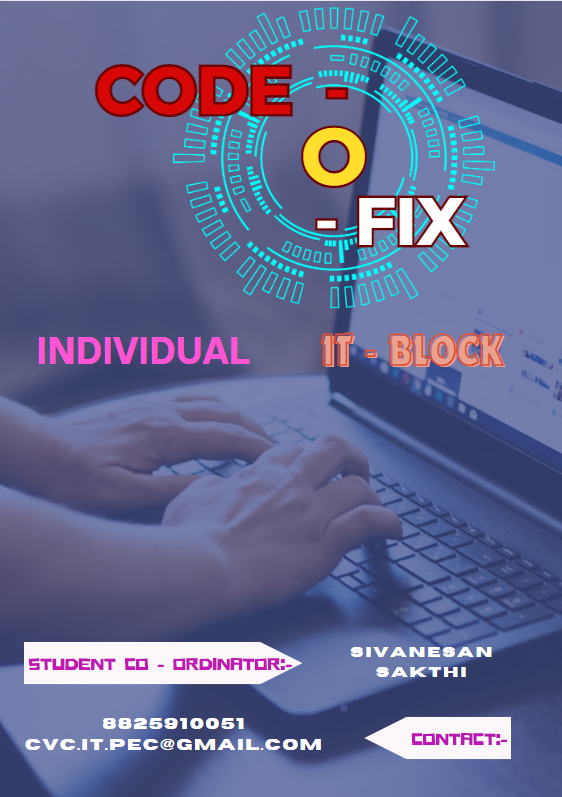 CODE -
O
- FIX
INDIVIDUAL
IT - BLOCK
STUDENT CO - ORDINATOR:-
SIVANESAN
SAKTHI
8825910051
CVC.IT.PEC@GMAIL.COM
CONTACT:-